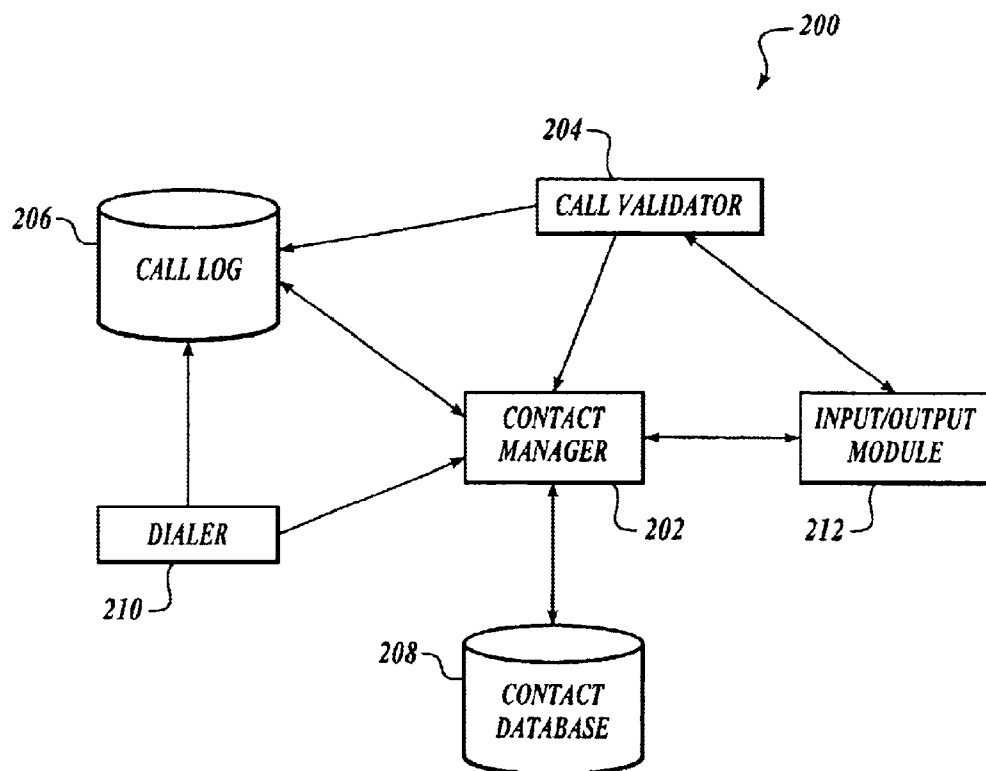 200
204
CALL VALIDATOR
206
CALL LOG
CONTACT
MANAGER
202
INPUT/OUTPUT
MODULE
212
DIALER
210
208
CONTACT
DATABASE